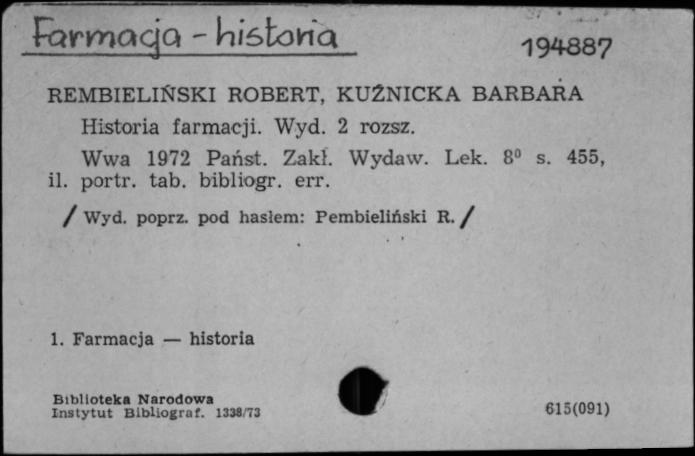 Farmacja - historia
194887
REMBIELIŃSKI ROBERT, KUŹNICKA BARBARA
Historia farmacji. Wyd. 2 rozsz.
Wwa 1972 Państ. Zakł. Wydaw. Lek. 8⁰ s. 455,
il. portr. tab. bibliogr. err.
/ Wyd. poprz. pod hasłem: Pembieliński R. /
1. Farmacja — historia
Biblioteka Narodowa
Instytut Bibliograf. 1338/73
615(091)